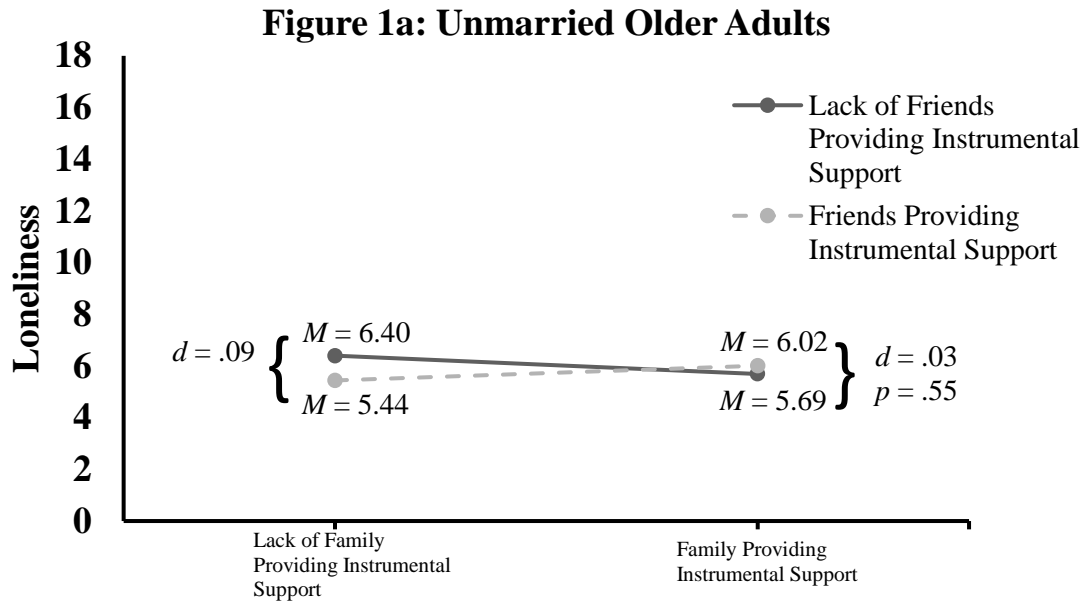 Figure 1a: Unmarried Older Adults
18
16
14
12
10
8
6
4
2
0
Loneliness
Lack of Friends
Providing Instrumental
Support
Friends Providing
Instrumental Support
d = .09
{
M = 6.40
M = 5.44
M = 6.02
M = 5.69
}
d = .03
p = .55
Lack of Family
Providing Instrumental
Support
Family Providing
Instrumental Support